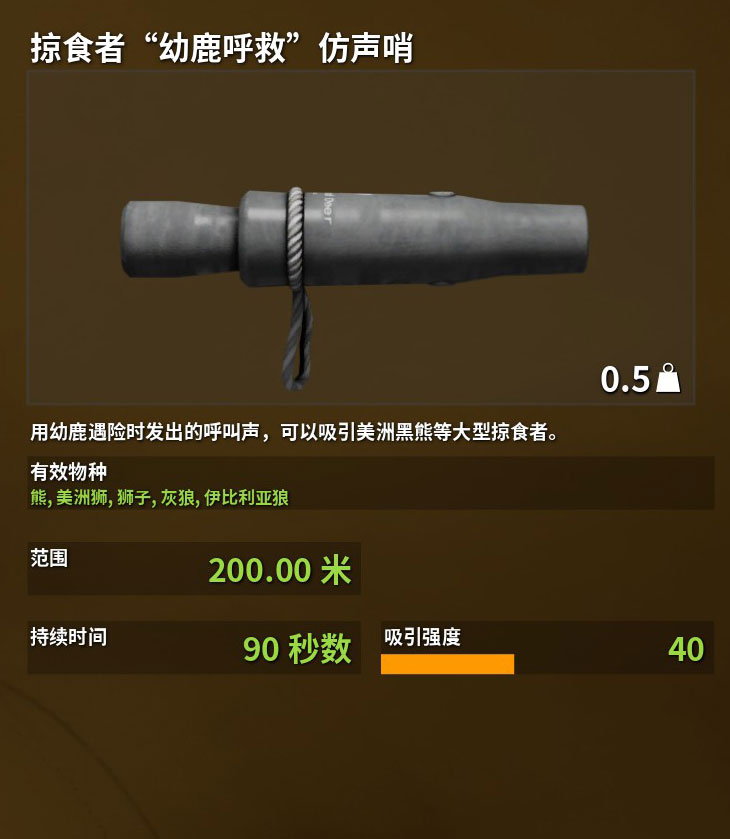 掠食者“幼鹿呼救”仿声哨
0.5
用幼鹿遇险时发出的呼叫声，可以吸引美洲黑熊等大型掠食者。
有效物种
熊, 美洲狮, 狮子, 灰狼, 伊比利亚狼
范围
200.00 米
持续时间
90 秒数
吸引强度
40